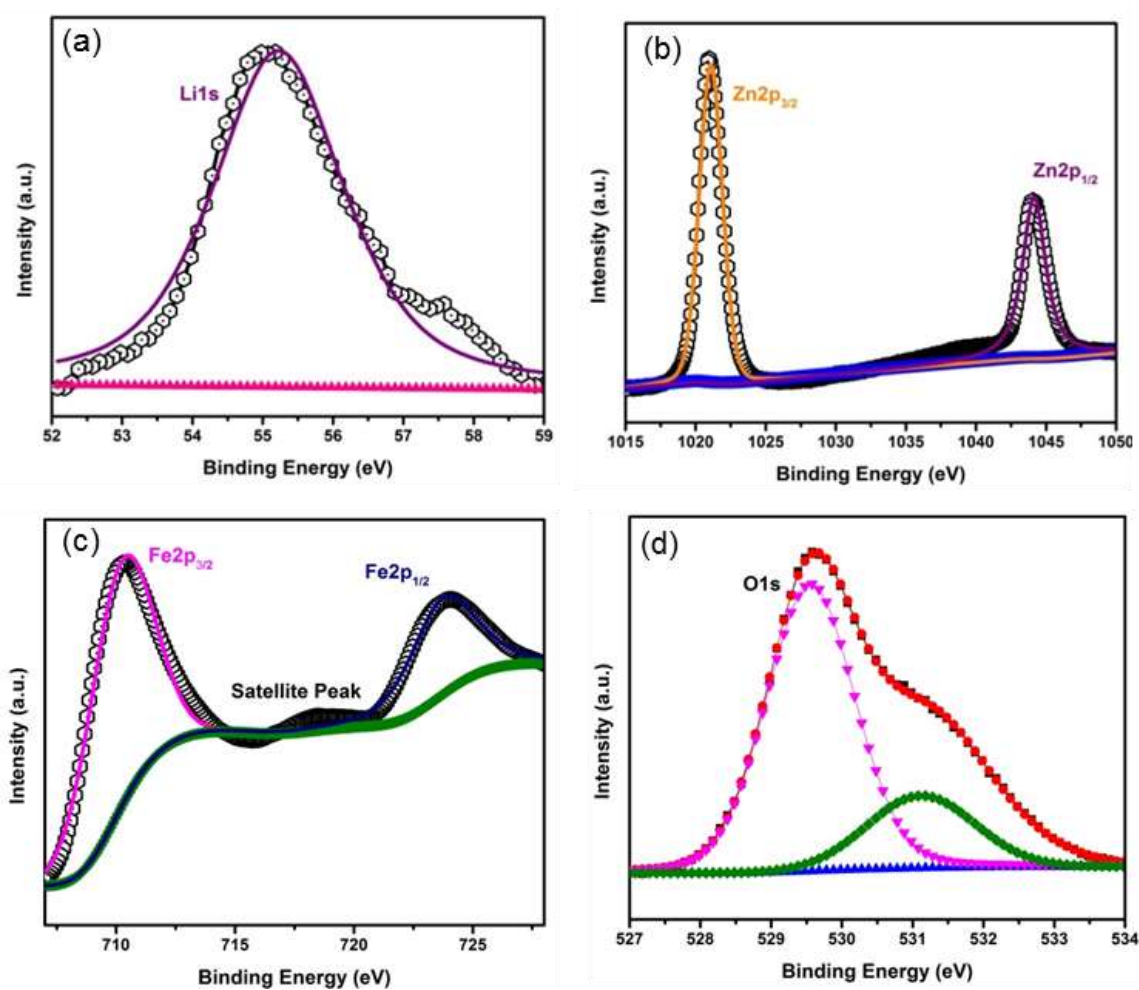 (a)
Li1s
Intensity (a.u.)
52 53 54 55 56 57 58 59
Binding Energy (eV)
(b)
Zn2p3/2
Zn2p1/2
Intensity (a.u.)
1015 1020 1025 1030 1035 1040 1045 1050
Binding Energy (eV)
(c)
Fe2p3/2
Fe2p1/2
Satellite Peak
Intensity (a.u.)
710 715 720 725
Binding Energy (eV)
(d)
O1s
Intensity (a.u.)
527 528 529 530 531 532 533 534
Binding Energy (eV)